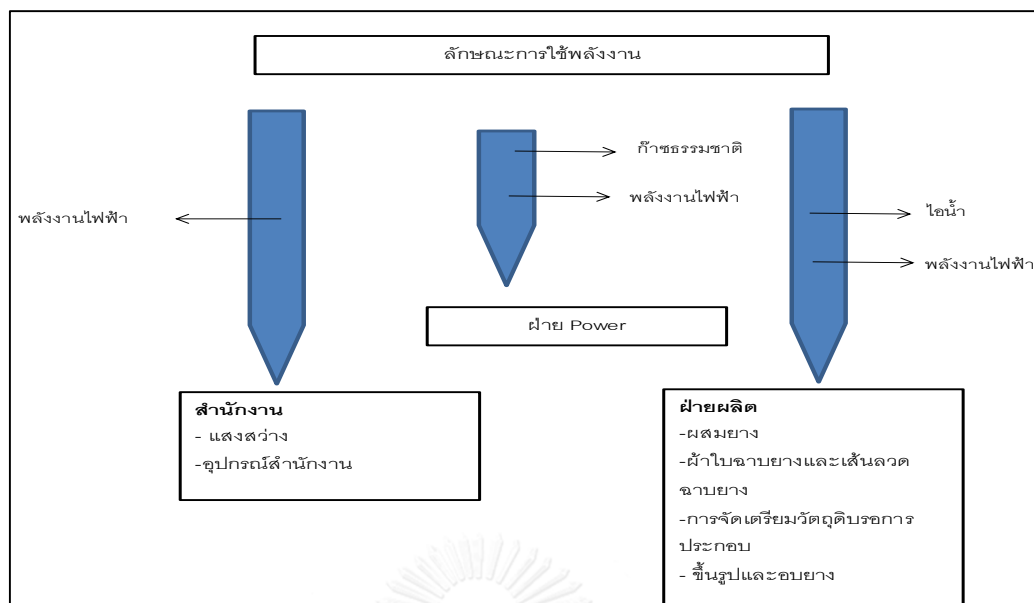 ลักษณะการใช้พลังงาน
ก๊าซธรรมชาติ
พลังงานไฟฟ้า
พลังงานไฟฟ้า
ไอน้ำ
พลังงานไฟฟ้า
ฝ่าย Power
สำนักงาน
- แสงสว่าง
-อุปกรณ์สำนักงาน
ฝ่ายผลิต
-ผสมยาง
-ผ้าใบฉาบยางและเส้นลวด
ฉาบยาง
-การจัดเตรียมวัตถุดิบรอการ
ประกอบ
- ขึ้นรูปและอบยาง